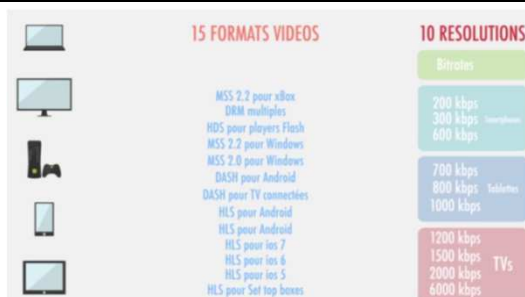 15 FORMATS VIDEOS
MSS 2.2 pour xBox
DRM multiples
HDS pour players Flash
MSS 2.2 pour Windows
MSS 2.0 pour Windows
DASH pour Android
DASH pour TV connectées
HLS pour Android
HLS pour Android
HLS pour ios 7
HLS pour ios 6
HLS pour ios 5
HLS pour Set top boxes
10 RESOLUTIONS
Bitrates
200 kbps
300 kbps Smartphones
600 kbps
700 kbps
800 kbps Tablettes
1000 kbps
1200 kbps
1500 kbps
2000 kbps TVs
6000 kbps